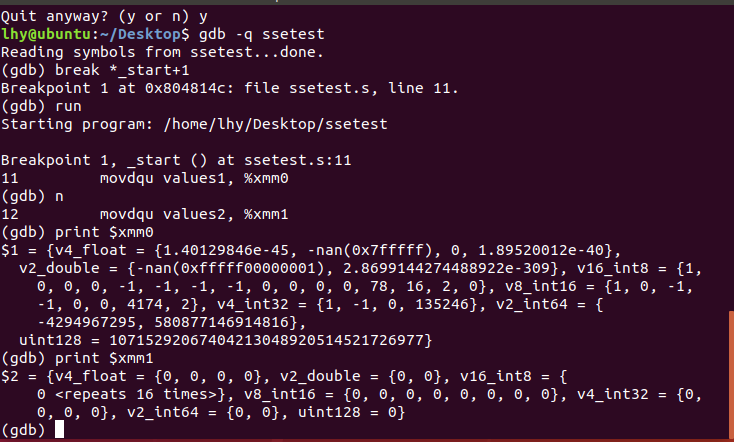 Quit anyway? (y or n) y
lhy@ubuntu:~/Desktop$ gdb -q ssetest
Reading symbols from ssetest...done.
(gdb) break *_start+1
Breakpoint 1 at 0x804814c: file ssetest.s, line 11.
(gdb) run
Starting program: /home/lhy/Desktop/ssetest
Breakpoint 1, _start () at ssetest.s:11
11         movdqu values1, %xmm0
(gdb) n
12         movdqu values2, %xmm1
(gdb) print $xmm0
$1 = {v4_float = {1.40129846e-45, -nan(0x7fffff), 0, 1.89520012e-40},
  v2_double = {-nan(0xfffff00000001), 2.8699144274488922e-309}, v16_int8 = {1,
    0, 0, 0, -1, -1, -1, -1, 0, 0, 0, 0, 78, 16, 2, 0}, v8_int16 = {1, 0, -1,
    -1, 0, 0, 4174, 2}, v4_int32 = {1, -1, 0, 135246}, v2_int64 = {
    -4294967295, 580877146914816},
  uint128 = 10715292067404213048920514521726977}
(gdb) print $xmm1
$2 = {v4_float = {0, 0, 0, 0}, v2_double = {0, 0}, v16_int8 = {
    0 <repeats 16 times>}, v8_int16 = {0, 0, 0, 0, 0, 0, 0, 0}, v4_int32 = {0,
    0, 0, 0}, v2_int64 = {0, 0}, uint128 = 0}
(gdb)